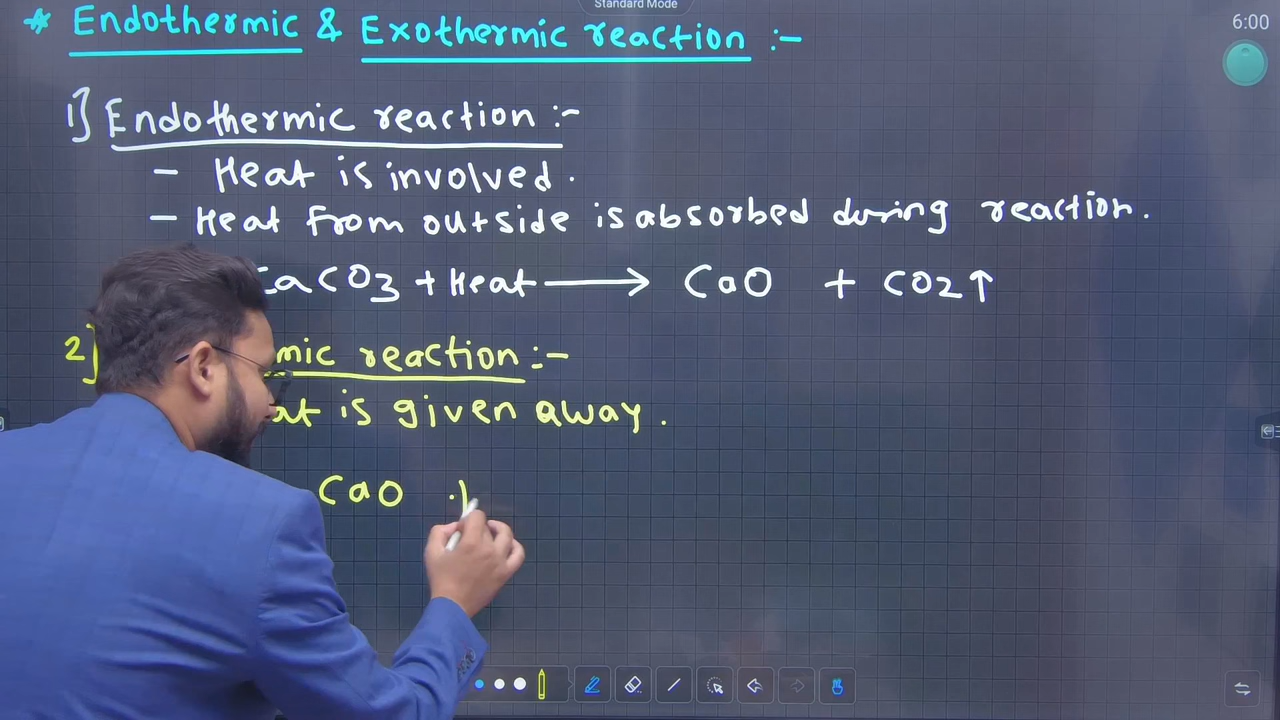 Standard Mode
6:00
* Endothermic & Exothermic reaction :-
1] Endothermic reaction :-
- Heat is involved.
- Heat from outside is absorbed during reaction.
CaCO3 + Heat ⟶ CaO + CO2↑
2] mic reaction :-
at is given away.
CaO